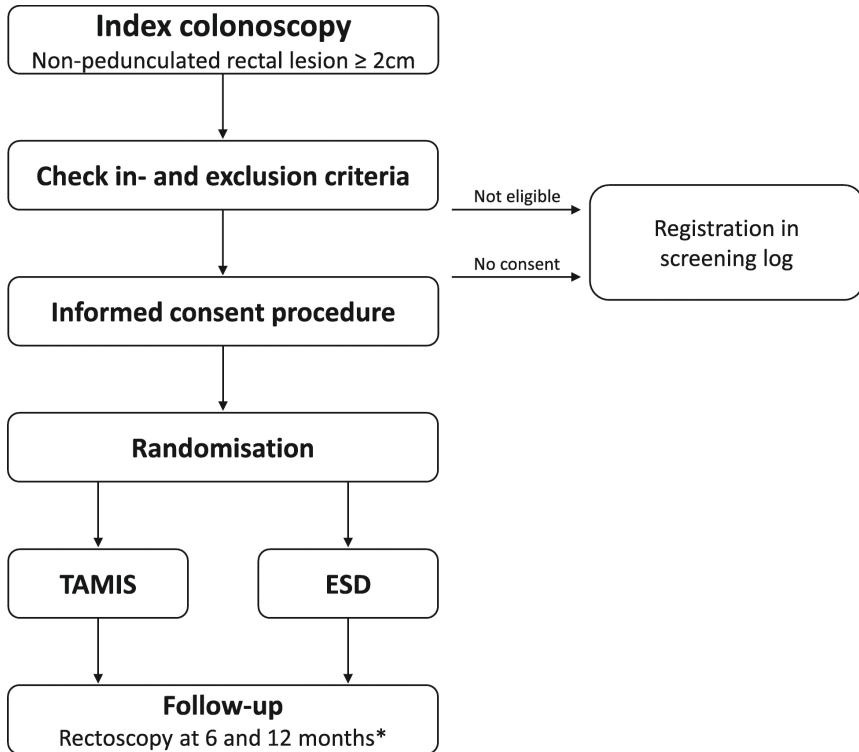 Index colonoscopy
Non-pedunculated rectal lesion ≥ 2cm
Check in- and exclusion criteria
Not eligible
Registration in
screening log
No consent
Informed consent procedure
Randomisation
TAMIS
ESD
Follow-up
Rectoscopy at 6 and 12 months*